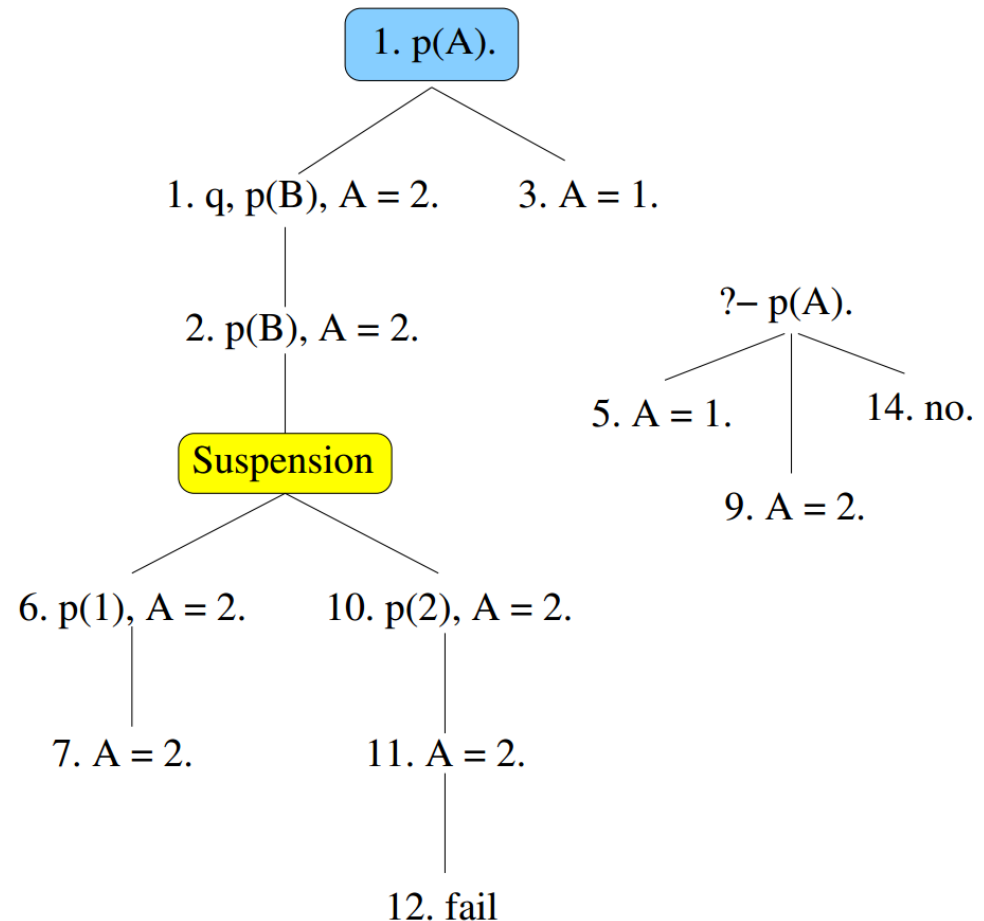 1. p(A).
1. q, p(B), A = 2.
3. A = 1.
2. p(B), A = 2.
?– p(A).
5. A = 1.
14. no.
Suspension
9. A = 2.
6. p(1), A = 2.
10. p(2), A = 2.
7. A = 2.
11. A = 2.
12. fail